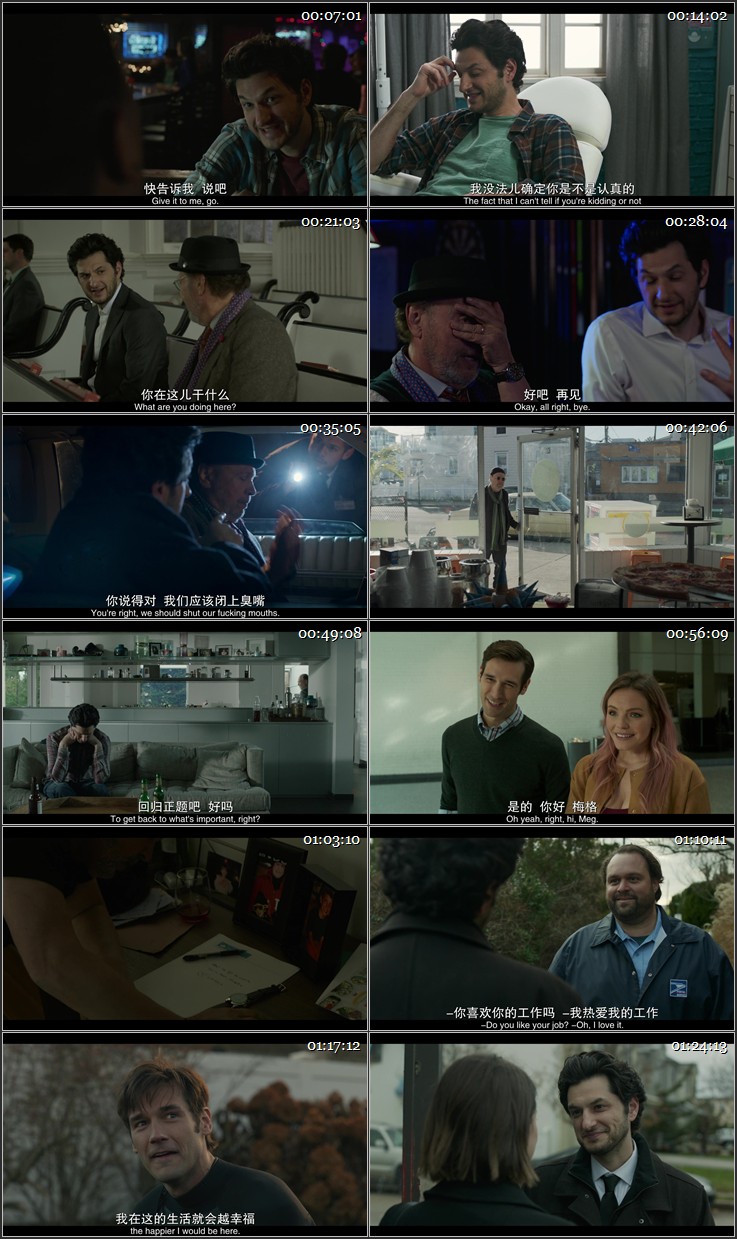 00:07:01
快告诉我 说吧
Give it to me, go.
00:14:02
我没法儿确定你是不是认真的
The fact that I can't tell if you're kidding or not
00:21:03
你在这儿干什么
What are you doing here?
00:28:04
好吧 再见
Okay, all right, bye.
00:35:05
你说得对 我们应该闭上臭嘴
You're right, we should shut our fucking mouths.
00:42:06
00:49:08
回归正题吧 好吗
To get back to what's important, right?
00:56:09
是的 你好 梅格
Oh yeah, right, hi, Meg.
01:03:10
01:10:11
–你喜欢你的工作吗 –我热爱我的工作
–Do you like your job? –Oh, I love it.
01:17:12
我在这的生活就会越幸福
the happier I would be here.
01:24:13